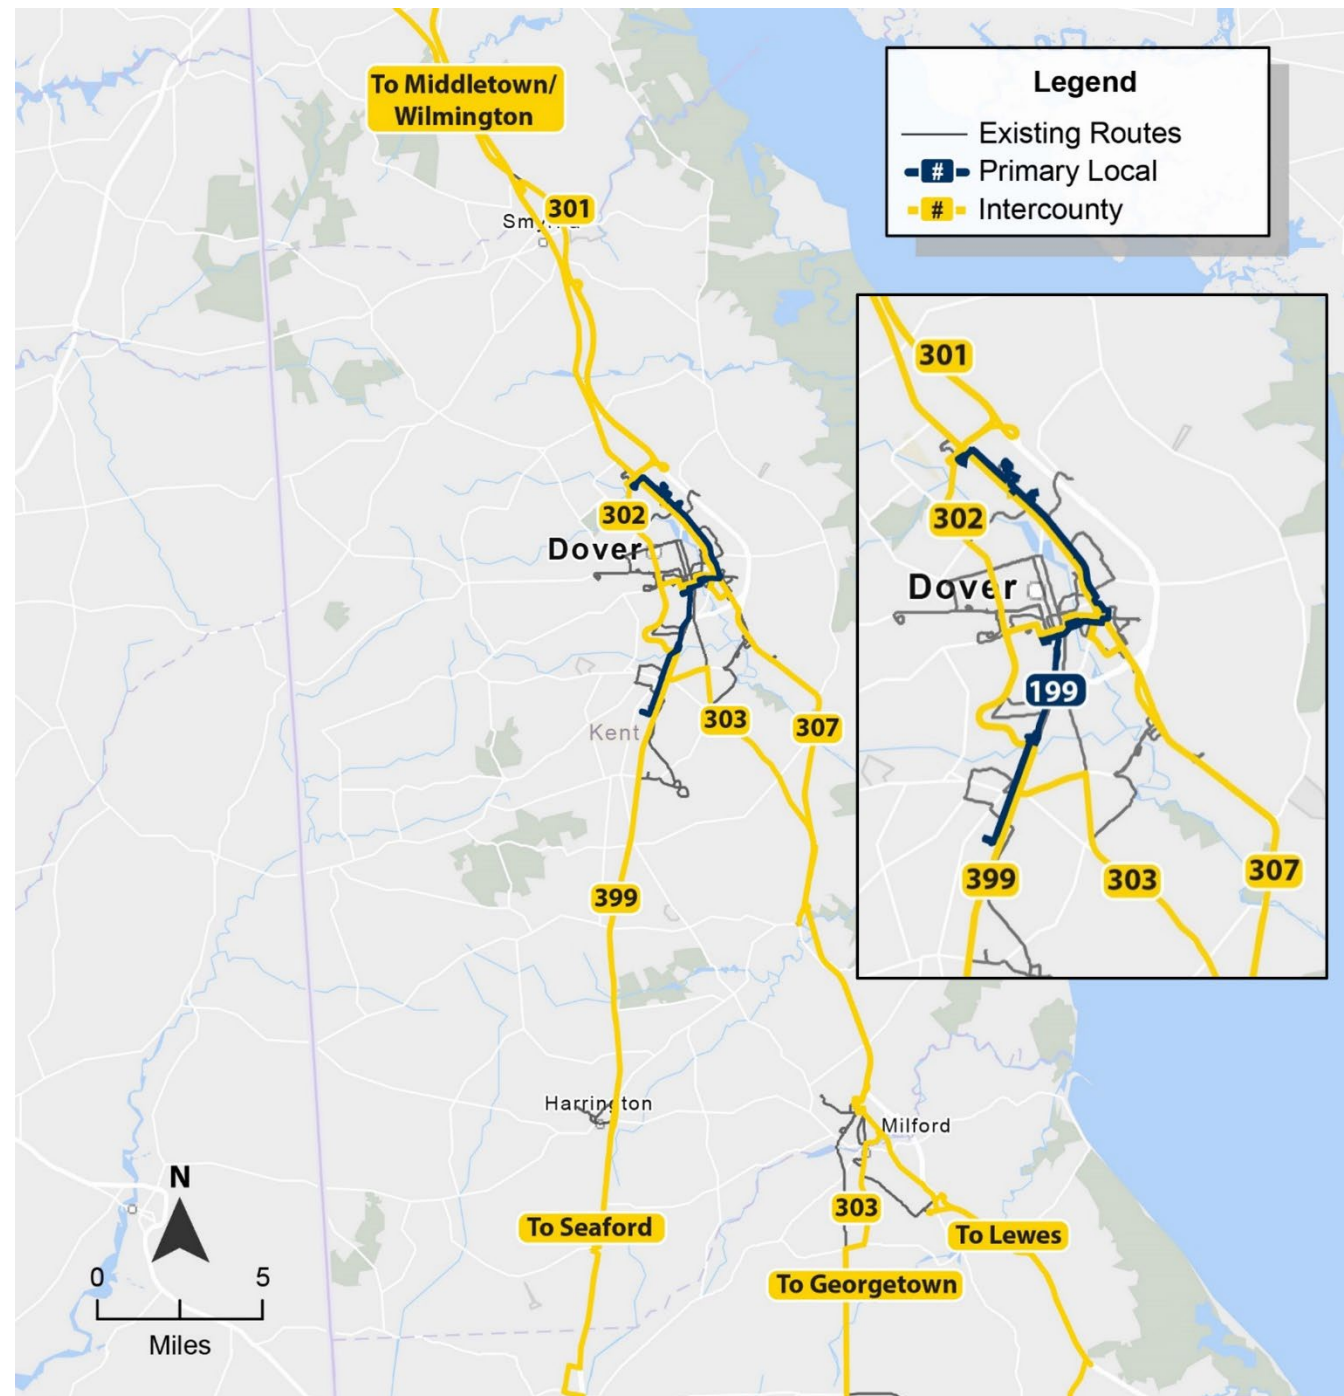 To Middletown/
Wilmington
Legend
Existing Routes
# Primary Local
# Intercounty
301
Smyrna
301
302
302
Dover
Dover
199
Kent
303
307
399
303
307
399
Harrington
Milford
N
303
To Seaford
To Lewes
To Georgetown
0 5
Miles